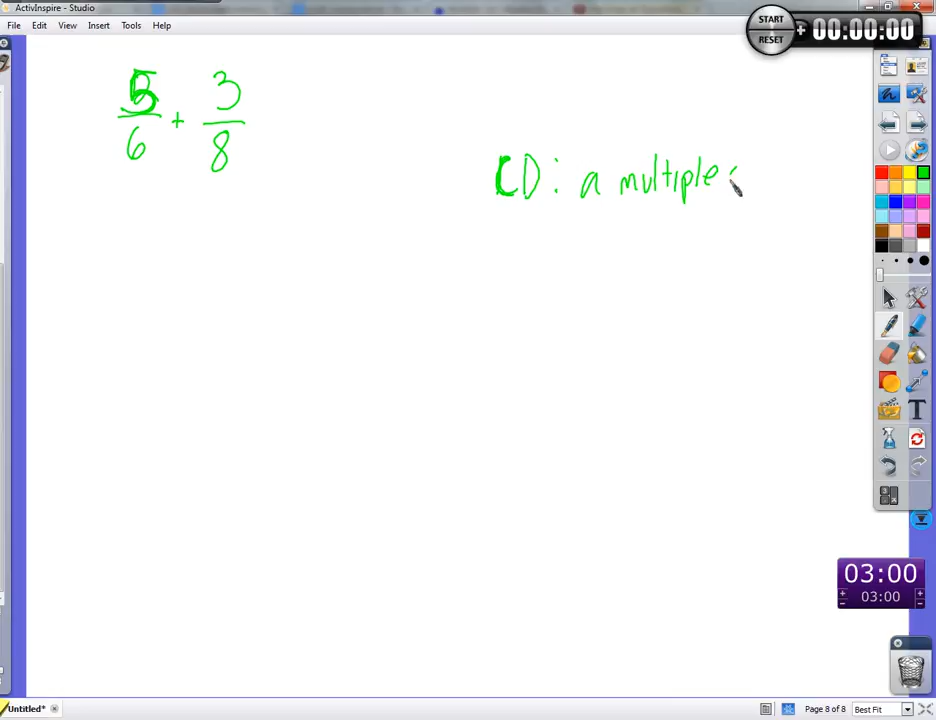 ActivInspire - Studio
START
RESET
00:00:00
File Edit View Insert Tools Help
5/6 + 3/8
CD: a multiple
T
03:00
03:00
Untitled*
Page 8 of 8
Best Fit